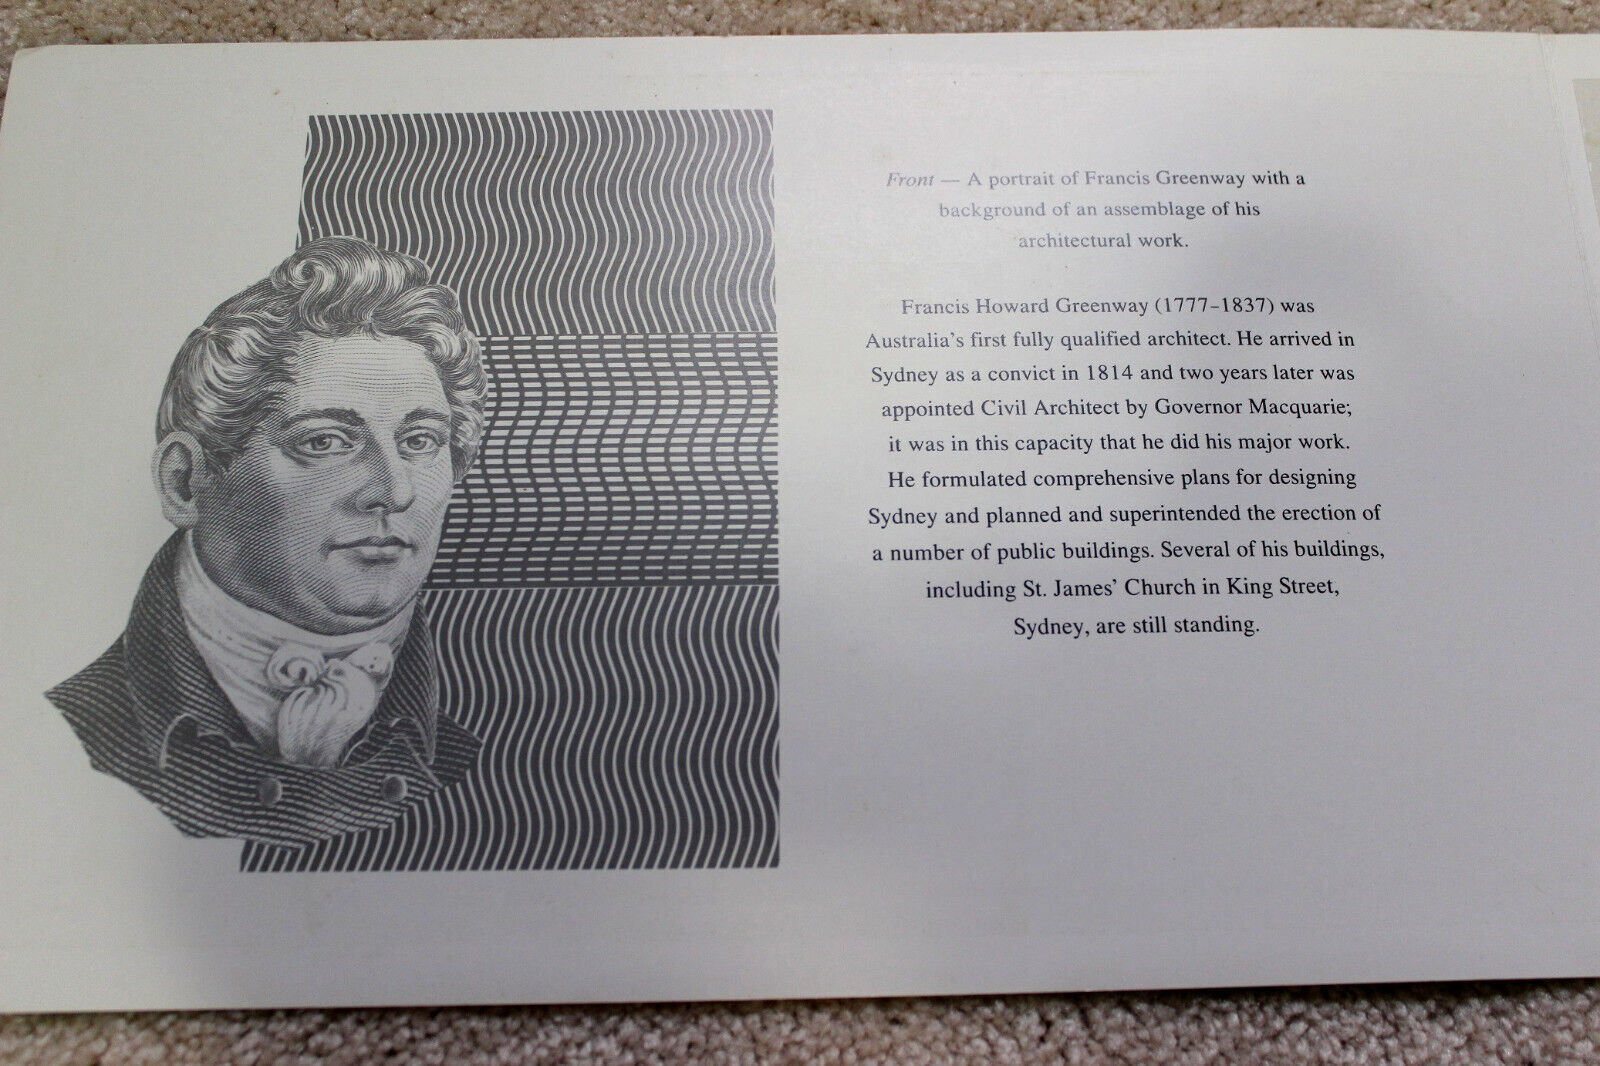 Front — A portrait of Francis Greenway with a
background of an assemblage of his
architectural work.
Francis Howard Greenway (1777–1837) was
Australia's first fully qualified architect. He arrived in
Sydney as a convict in 1814 and two years later was
appointed Civil Architect by Governor Macquarie;
it was in this capacity that he did his major work.
He formulated comprehensive plans for designing
Sydney and planned and superintended the erection of
a number of public buildings. Several of his buildings,
including St. James' Church in King Street,
Sydney, are still standing.